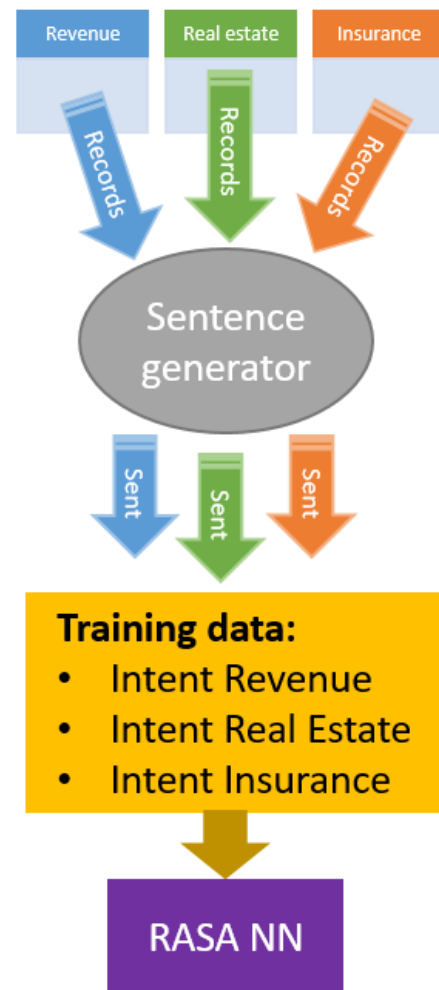 Revenue
Real estate
Insurance
Records
Records
Records
Sentence
generator
Sent
Sent
Sent
Training data:
• Intent Revenue
• Intent Real Estate
• Intent Insurance
RASA NN